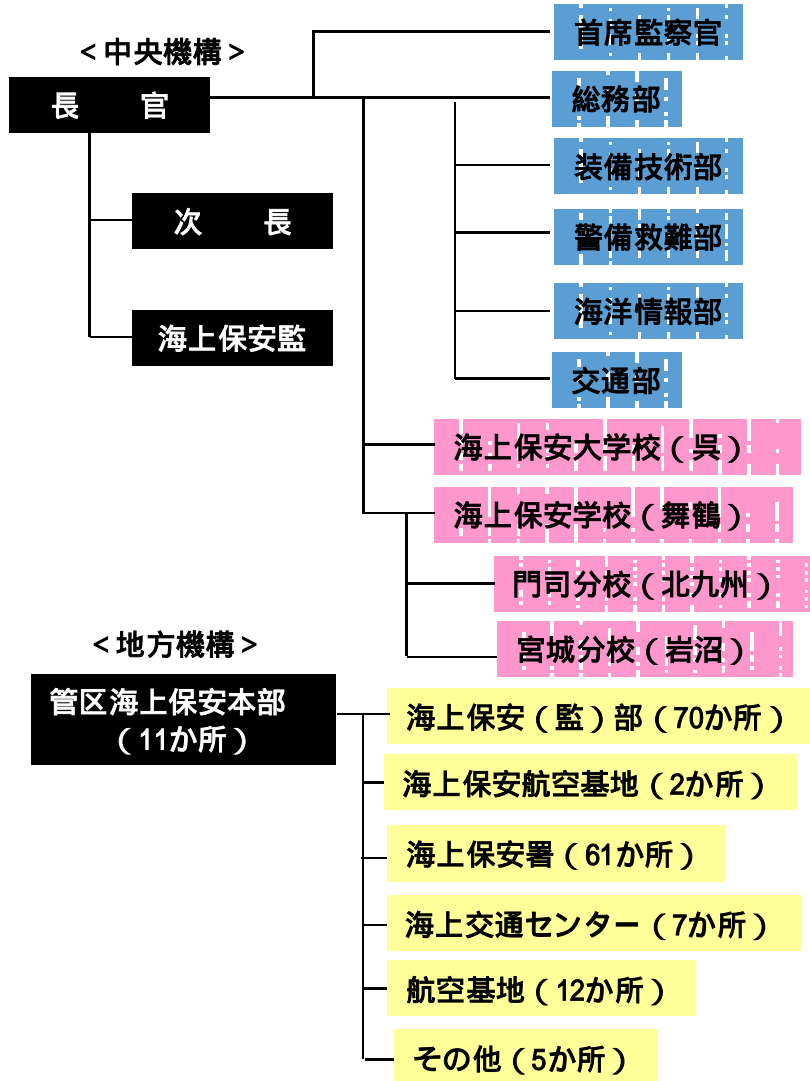 ＜中央機構＞
長　官
次　長
海上保安監
首席監察官
総務部
装備技術部
警備救難部
海洋情報部
交通部
海上保安大学校（呉）
海上保安学校（舞鶴）
門司分校（北九州）
宮城分校（岩沼）
＜地方機構＞
管区海上保安本部
（11か所）
海上保安（監）部（70か所）
海上保安航空基地（2か所）
海上保安署（61か所）
海上交通センター（7か所）
航空基地（12か所）
その他（5か所）